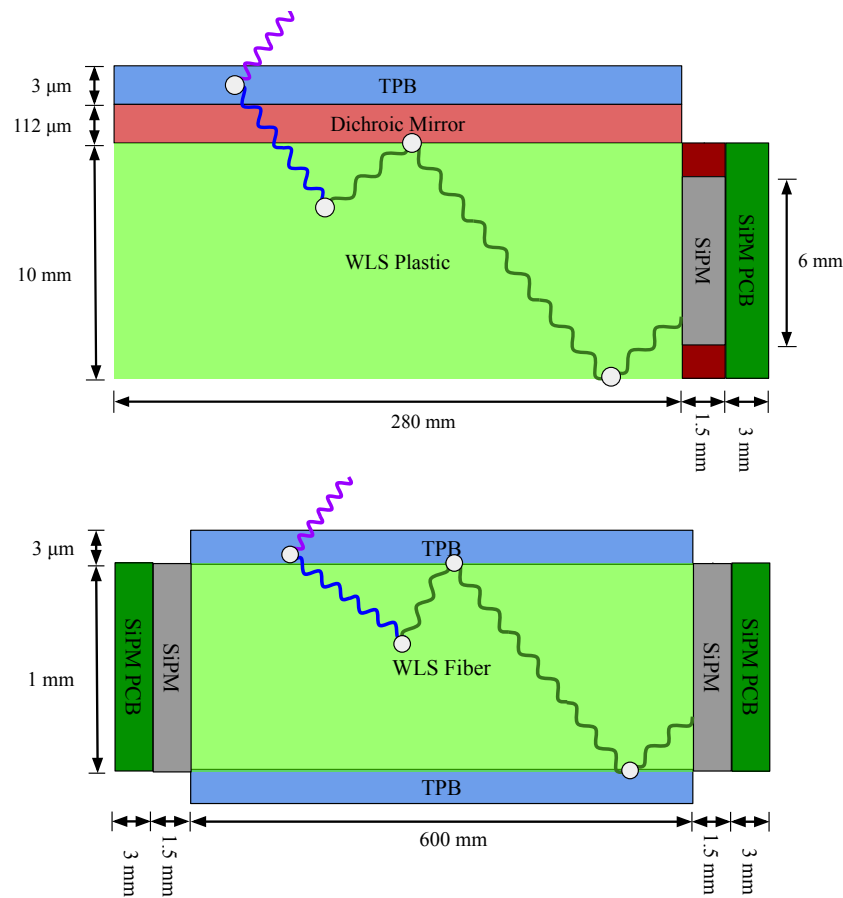 3 μm
TPB
112 μm
Dichroic Mirror
10 mm
WLS Plastic
SiPM
SiPM PCB
6 mm
280 mm
1.5 mm
3 mm
3 μm
TPB
SiPM PCB
SiPM
1 mm
WLS Fiber
SiPM
SiPM PCB
TPB
3 mm
1.5 mm
600 mm
1.5 mm
3 mm